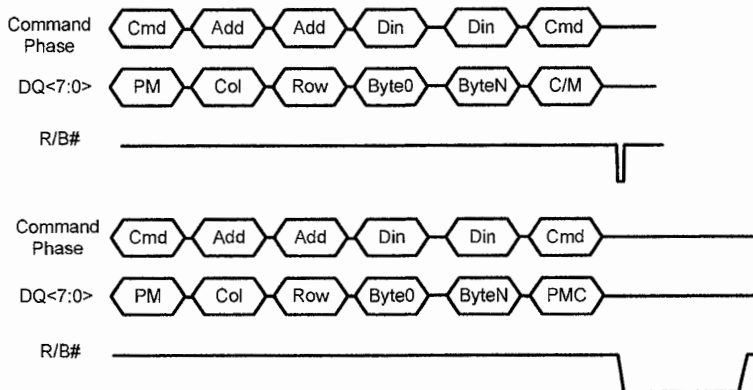 Command Phase Cmd Add Add Din Din Cmd
DQ<7:0> PM Col Row Byte0 ByteN C/M
R/B#
Command Phase Cmd Add Add Din Din Cmd
DQ<7:0> PM Col Row Byte0 ByteN PMC
R/B#